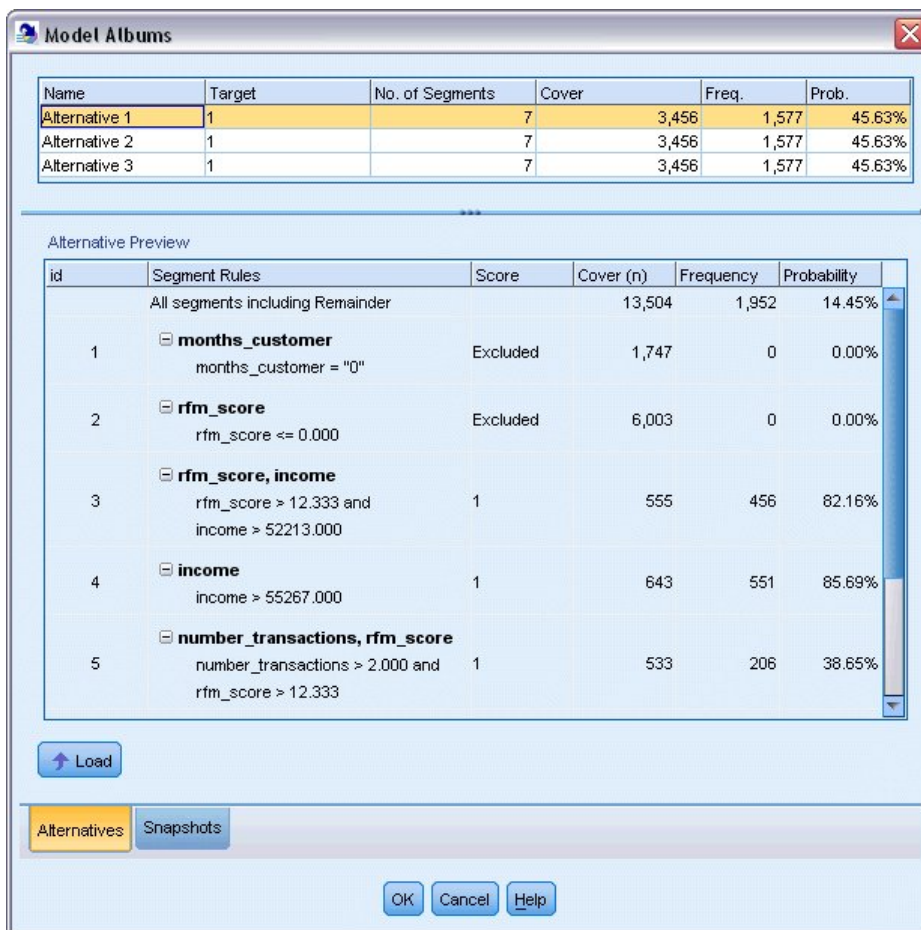 Model Albums
Name Target No. of Segments Cover Freq. Prob.
Alternative 1 1 7 3,456 1,577 45.63%
Alternative 2 1 7 3,456 1,577 45.63%
Alternative 3 1 7 3,456 1,577 45.63%
Alternative Preview
id Segment Rules Score Cover (n) Frequency Probability
All segments including Remainder 13,504 1,952 14.45%
months_customer
1 Excluded 1,747 0 0.00%
months_customer = "0"
rfm_score
2 Excluded 6,003 0 0.00%
rfm_score <= 0.000
rfm_score, income
3 rfm_score > 12.333 and 1 555 456 82.16%
income > 52213.000
income
4 1 643 551 85.69%
income > 55267.000
number_transactions, rfm_score
5 number_transactions > 2.000 and 1 533 206 38.65%
rfm_score > 12.333
Load
Alternatives Snapshots
OK Cancel Help